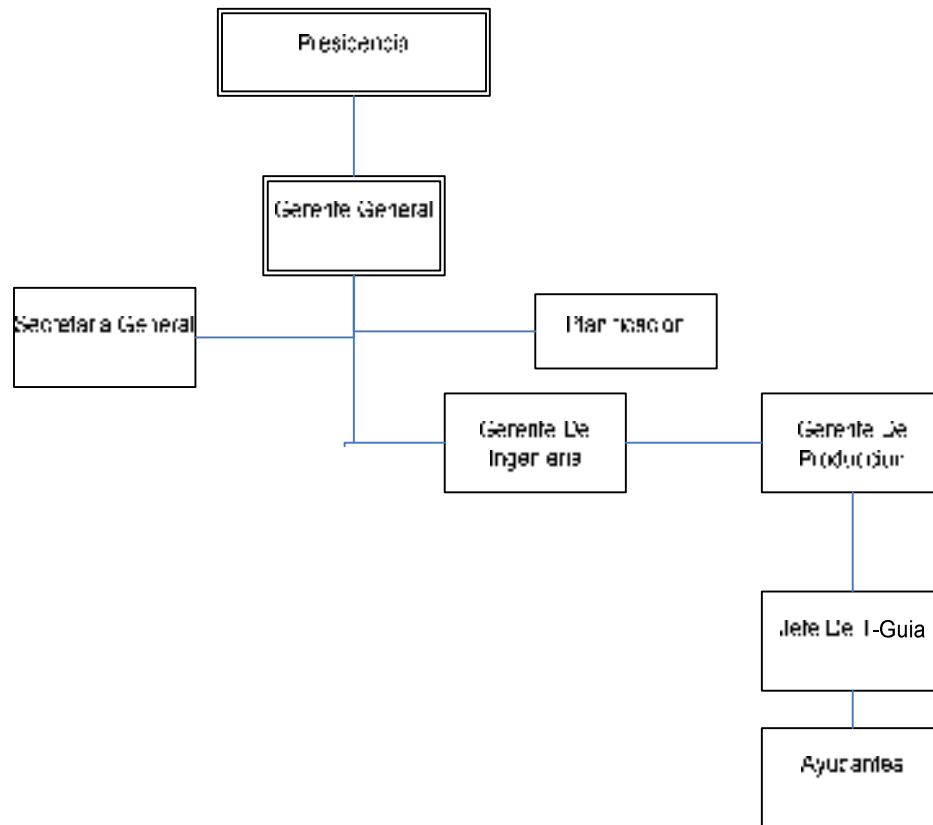 Presidencia
Gerente General
Secretaria General
Planificacion
Gerente De
Ingenieria
Gerente De
Produccion
Jefe De T-Guia
Ayudantes